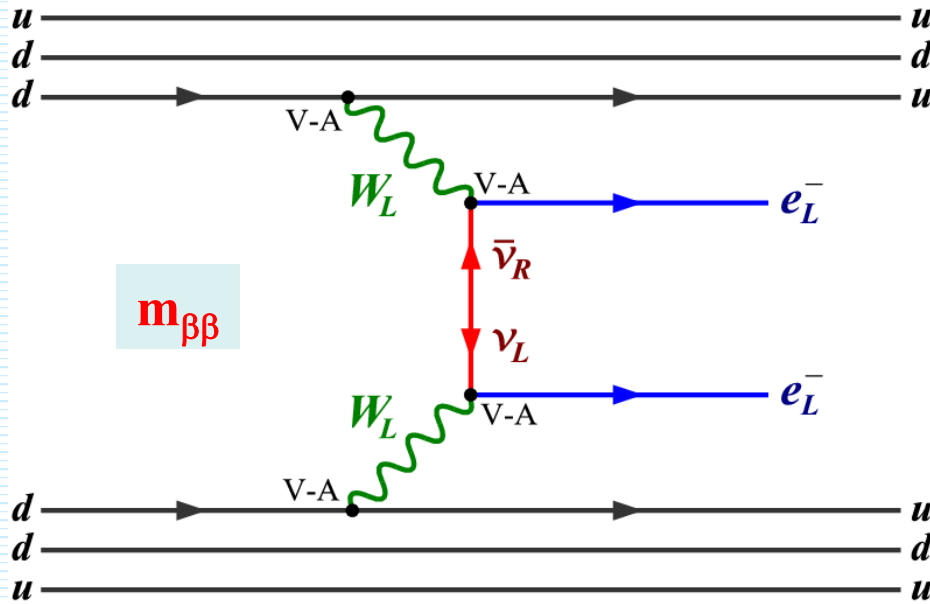 u u
d d
d u
V-A
W_L V-A e_L^-
ν̄_R
m_ββ
ν_L
W_L V-A e_L^-
V-A
d u
d d
u u